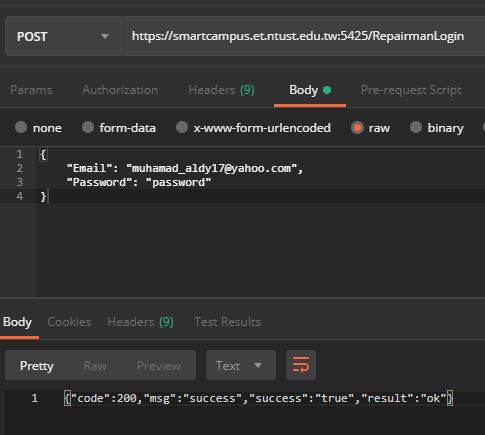 POST https://smartcampus.et.ntust.edu.tw:5425/RepairmanLogin
Params Authorization Headers (9) Body Pre-request Script
none form-data x-www-form-urlencoded raw binary
1 {
2 "Email": "muhamad_aldy17@yahoo.com",
3 "Password": "password"
4 }
Body Cookies Headers (9) Test Results
Pretty Raw Preview Text
1 {"code":200,"msg":"success","success":"true","result":"ok"}